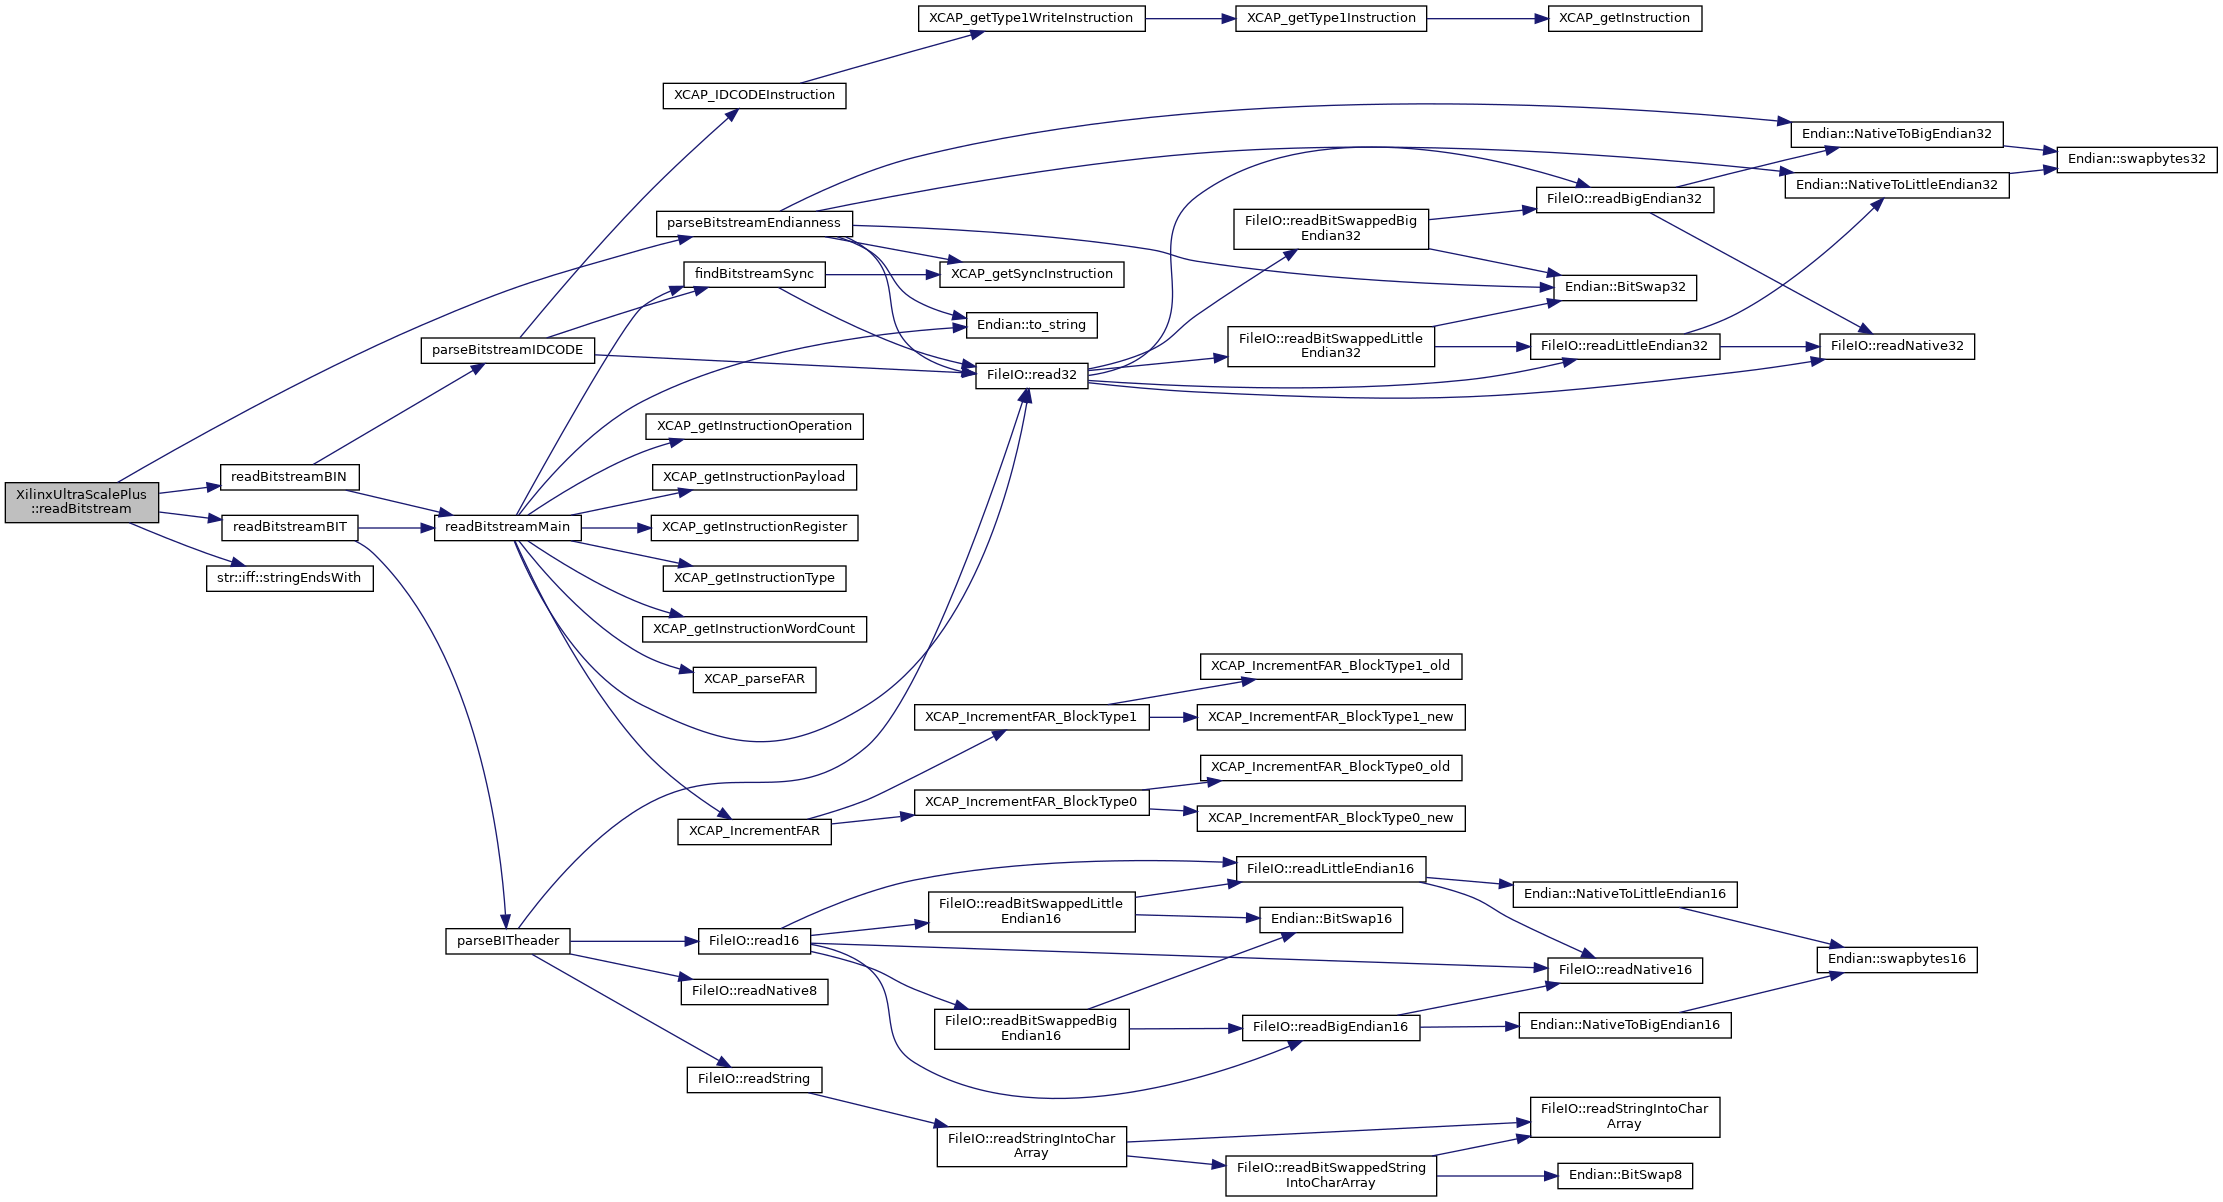 XCAP_getType1WriteInstruction
XCAP_getType1Instruction
XCAP_getInstruction
XCAP_IDCODEInstruction
Endian::NativeToBigEndian32
Endian::swapbytes32
Endian::NativeToLittleEndian32
FileIO::readBigEndian32
parseBitstreamEndianness
FileIO::readBitSwappedBig
Endian32
findBitstreamSync
XCAP_getSyncInstruction
Endian::BitSwap32
Endian::to_string
FileIO::readBitSwappedLittle
Endian32
FileIO::readLittleEndian32
FileIO::readNative32
parseBitstreamIDCODE
FileIO::read32
XCAP_getInstructionOperation
readBitstreamBIN
XCAP_getInstructionPayload
XilinxUltraScalePlus
::readBitstream
readBitstreamBIT
readBitstreamMain
XCAP_getInstructionRegister
str::iff::stringEndsWith
XCAP_getInstructionType
XCAP_getInstructionWordCount
XCAP_parseFAR
XCAP_IncrementFAR_BlockType1_old
XCAP_IncrementFAR_BlockType1
XCAP_IncrementFAR_BlockType1_new
XCAP_IncrementFAR_BlockType0_old
XCAP_IncrementFAR_BlockType0
XCAP_IncrementFAR_BlockType0_new
XCAP_IncrementFAR
FileIO::readLittleEndian16
Endian::NativeToLittleEndian16
FileIO::readBitSwappedLittle
Endian16
Endian::BitSwap16
parseBITheader
FileIO::read16
Endian::swapbytes16
FileIO::readNative16
FileIO::readNative8
FileIO::readBitSwappedBig
Endian16
FileIO::readBigEndian16
Endian::NativeToBigEndian16
FileIO::readString
FileIO::readStringIntoChar
Array
FileIO::readStringIntoChar
Array
FileIO::readBitSwappedString
IntoCharArray
Endian::BitSwap8